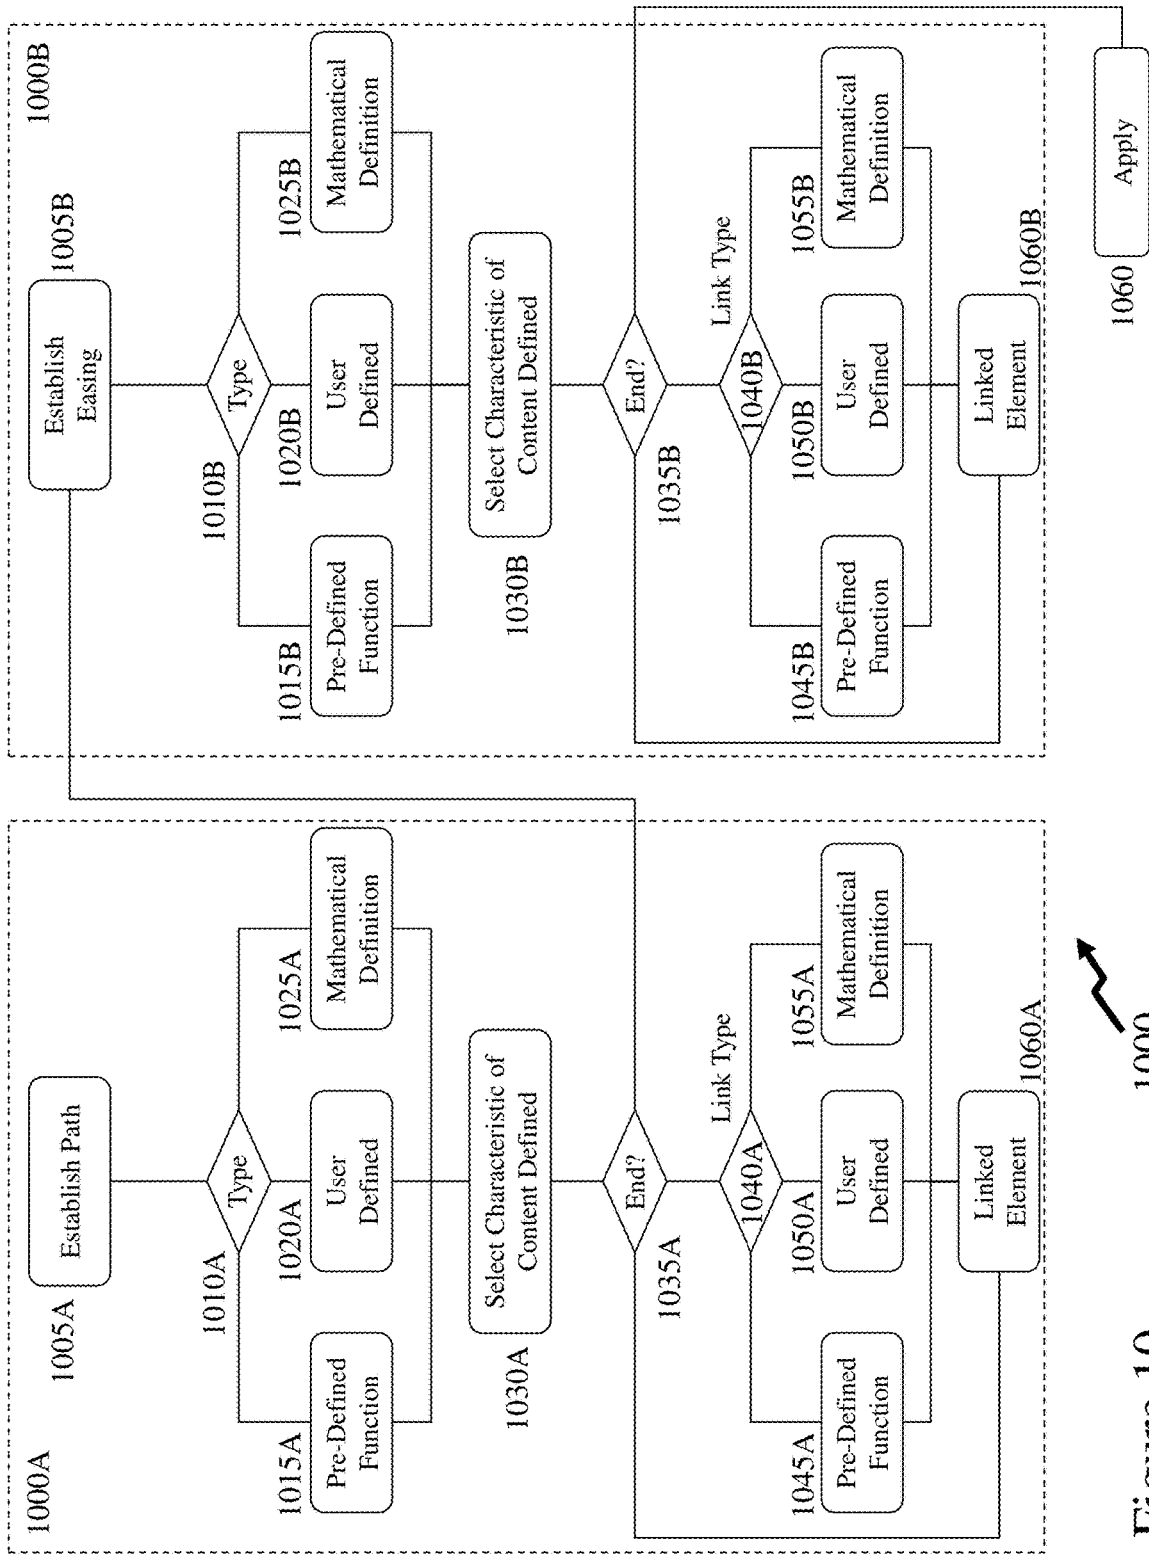 1000A
1005A
Establish Path
1010A
Type
1015A
Pre-Defined
Function
1020A
User
Defined
1025A
Mathematical
Definition
1030A
Select Characteristic of
Content Defined
1035A
End?
1040A
Link Type
1045A
Pre-Defined
Function
1050A
User
Defined
1055A
Mathematical
Definition
Linked
Element
1060A
1000B
Establish
Easing
1005B
1010B
Type
1015B
Pre-Defined
Function
1020B
User
Defined
1025B
Mathematical
Definition
1030B
Select Characteristic of
Content Defined
1035B
End?
1040B
Link Type
1045B
Pre-Defined
Function
1050B
User
Defined
1055B
Mathematical
Definition
Linked
Element
1060B
1060
Apply
1000
Figure 10